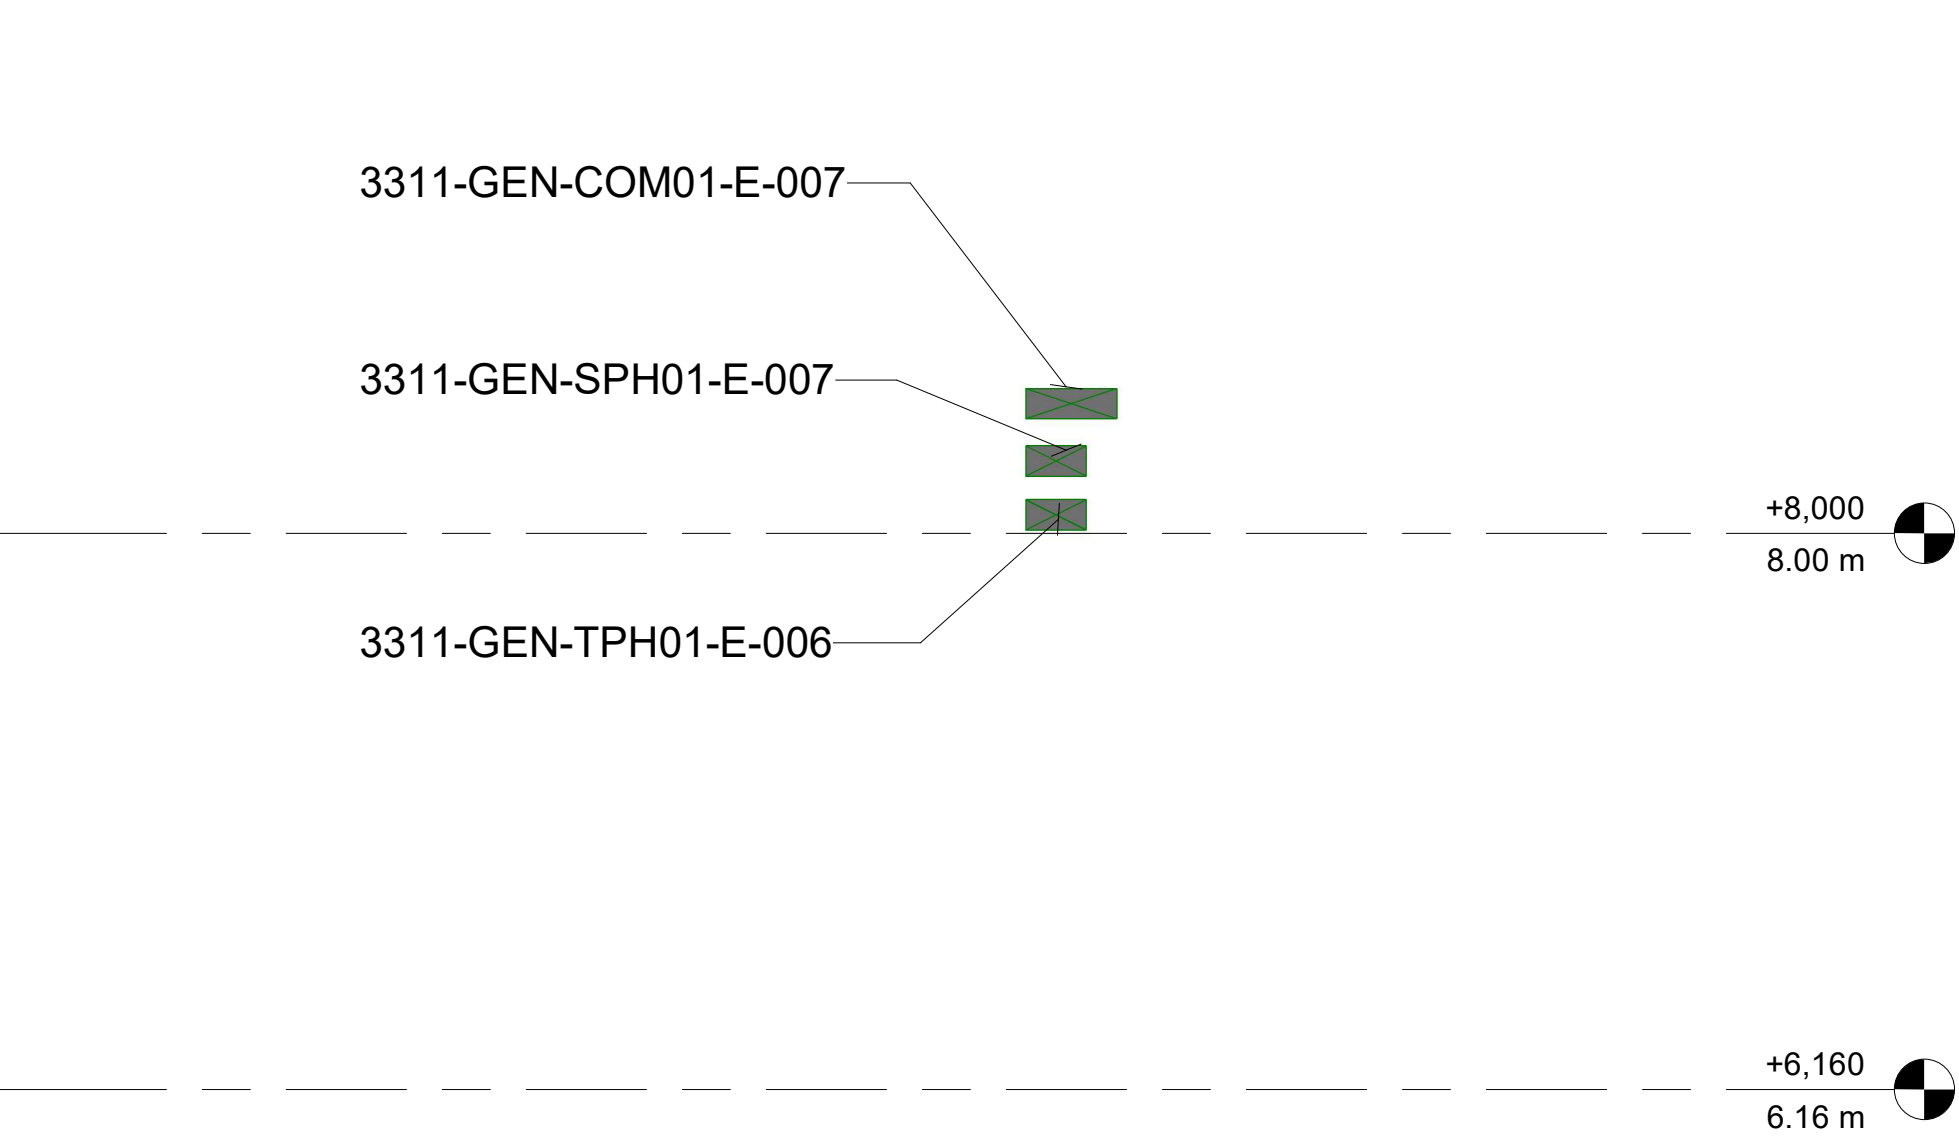 3311-GEN-COM01-E-007
3311-GEN-SPH01-E-007
+8,000
8.00 m
3311-GEN-TPH01-E-006
+6,160
6.16 m